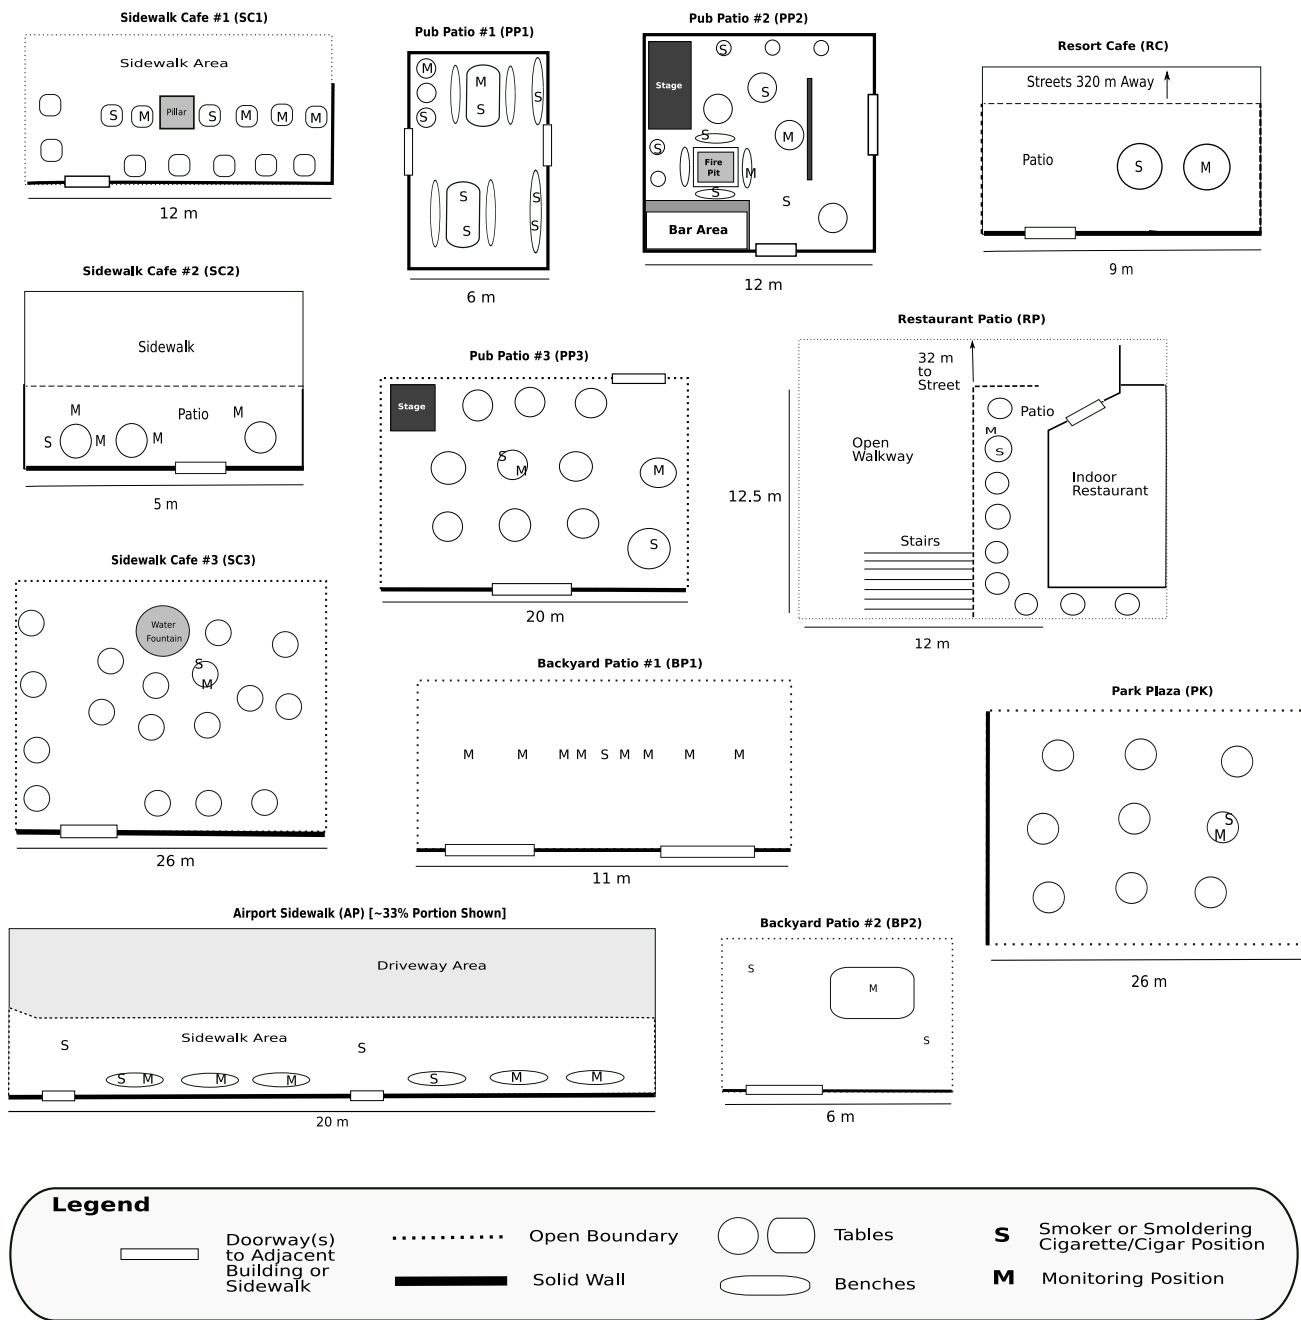 Sidewalk Cafe #1 (SC1)
Sidewalk Area
S M Pillar S M M M
12 m
Pub Patio #1 (PP1)
M
S
M
S
S
S
S
S
S
6 m
Pub Patio #2 (PP2)
Stage
S
S
M
S
S
Fire
Pit
M
S
S
Bar Area
12 m
Resort Cafe (RC)
Streets 320 m Away
Patio
S M
9 m
Sidewalk Cafe #2 (SC2)
Sidewalk
Patio
M
M
S M M
5 m
Pub Patio #3 (PP3)
Stage
S
M
M
S
20 m
Restaurant Patio (RP)
32 m
to
Street
Patio
M
S
Open
Walkway
Indoor
Restaurant
12.5 m
Stairs
12 m
Sidewalk Cafe #3 (SC3)
Water
Fountain
S
M
26 m
Backyard Patio #1 (BP1)
M M M M S M M M M
11 m
Park Plaza (PK)
S
M
26 m
Airport Sidewalk (AP) [~33% Portion Shown]
Driveway Area
Sidewalk Area
S S
S M M M S M M
20 m
Backyard Patio #2 (BP2)
S
M
S
6 m
Legend
Doorway(s)
to Adjacent
Building or
Sidewalk
Open Boundary
Solid Wall
Tables
Benches
S Smoker or Smoldering
Cigarette/Cigar Position
M Monitoring Position